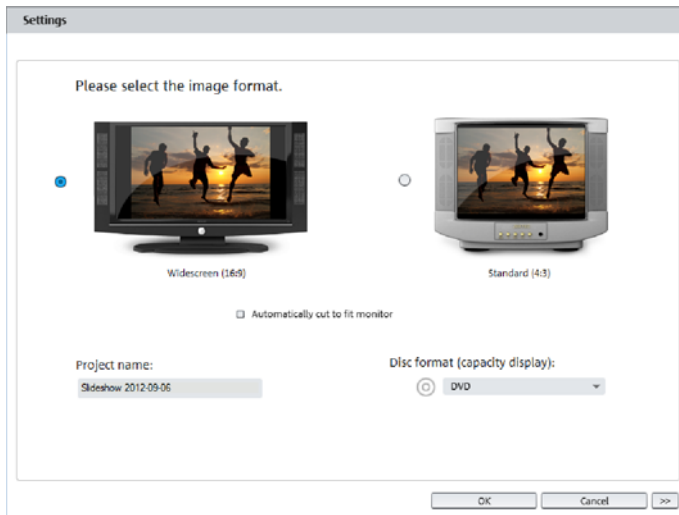 Settings
Please select the image format.
Widescreen (16:9)
Standard (4:3)
Automatically cut to fit monitor
Project name:
Disc format (capacity display):
Slideshow 2012-09-06
DVD
OK
Cancel
>>